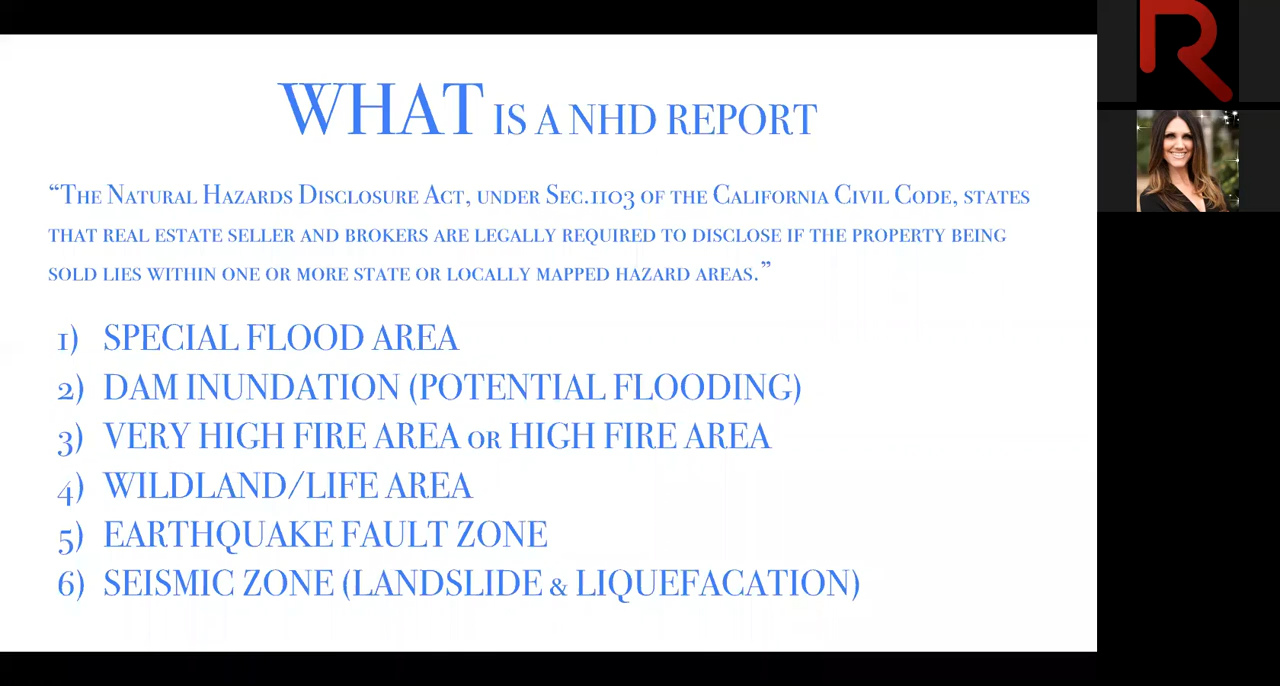 WHAT IS A NHD REPORT
“THE NATURAL HAZARDS DISCLOSURE ACT, UNDER SEC.1103 OF THE CALIFORNIA CIVIL CODE, STATES
THAT REAL ESTATE SELLER AND BROKERS ARE LEGALLY REQUIRED TO DISCLOSE IF THE PROPERTY BEING
SOLD LIES WITHIN ONE OR MORE STATE OR LOCALLY MAPPED HAZARD AREAS.”
1) SPECIAL FLOOD AREA
2) DAM INUNDATION (POTENTIAL FLOODING)
3) VERY HIGH FIRE AREA OR HIGH FIRE AREA
4) WILDLAND/LIFE AREA
5) EARTHQUAKE FAULT ZONE
6) SEISMIC ZONE (LANDSLIDE & LIQUEFACATION)
R